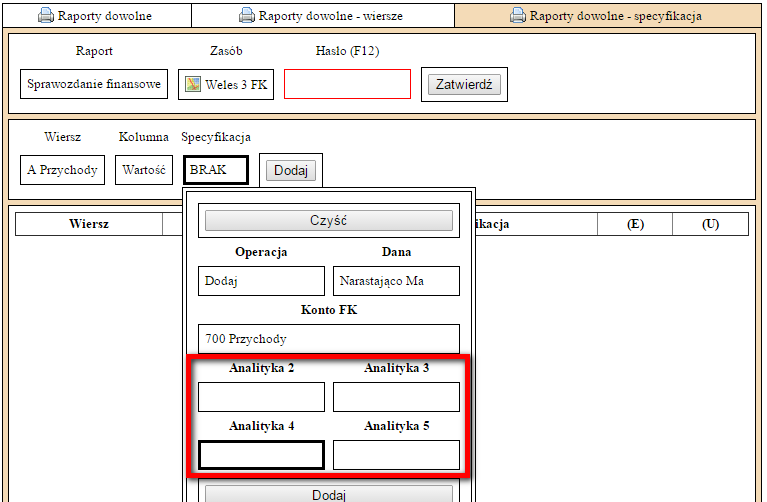 Raporty dowolne Raporty dowolne - wiersze Raporty dowolne - specyfikacja
Raport Zasób Hasło (F12)
Sprawozdanie finansowe Weles 3 FK Zatwierdź
Wiersz Kolumna Specyfikacja
A Przychody Wartość BRAK Dodaj
Wiersz ikacja (E) (U)
Czyść
Operacja Dana
Dodaj Narastająco Ma
Konto FK
700 Przychody
Analityka 2 Analityka 3
Analityka 4 Analityka 5
Dodaj